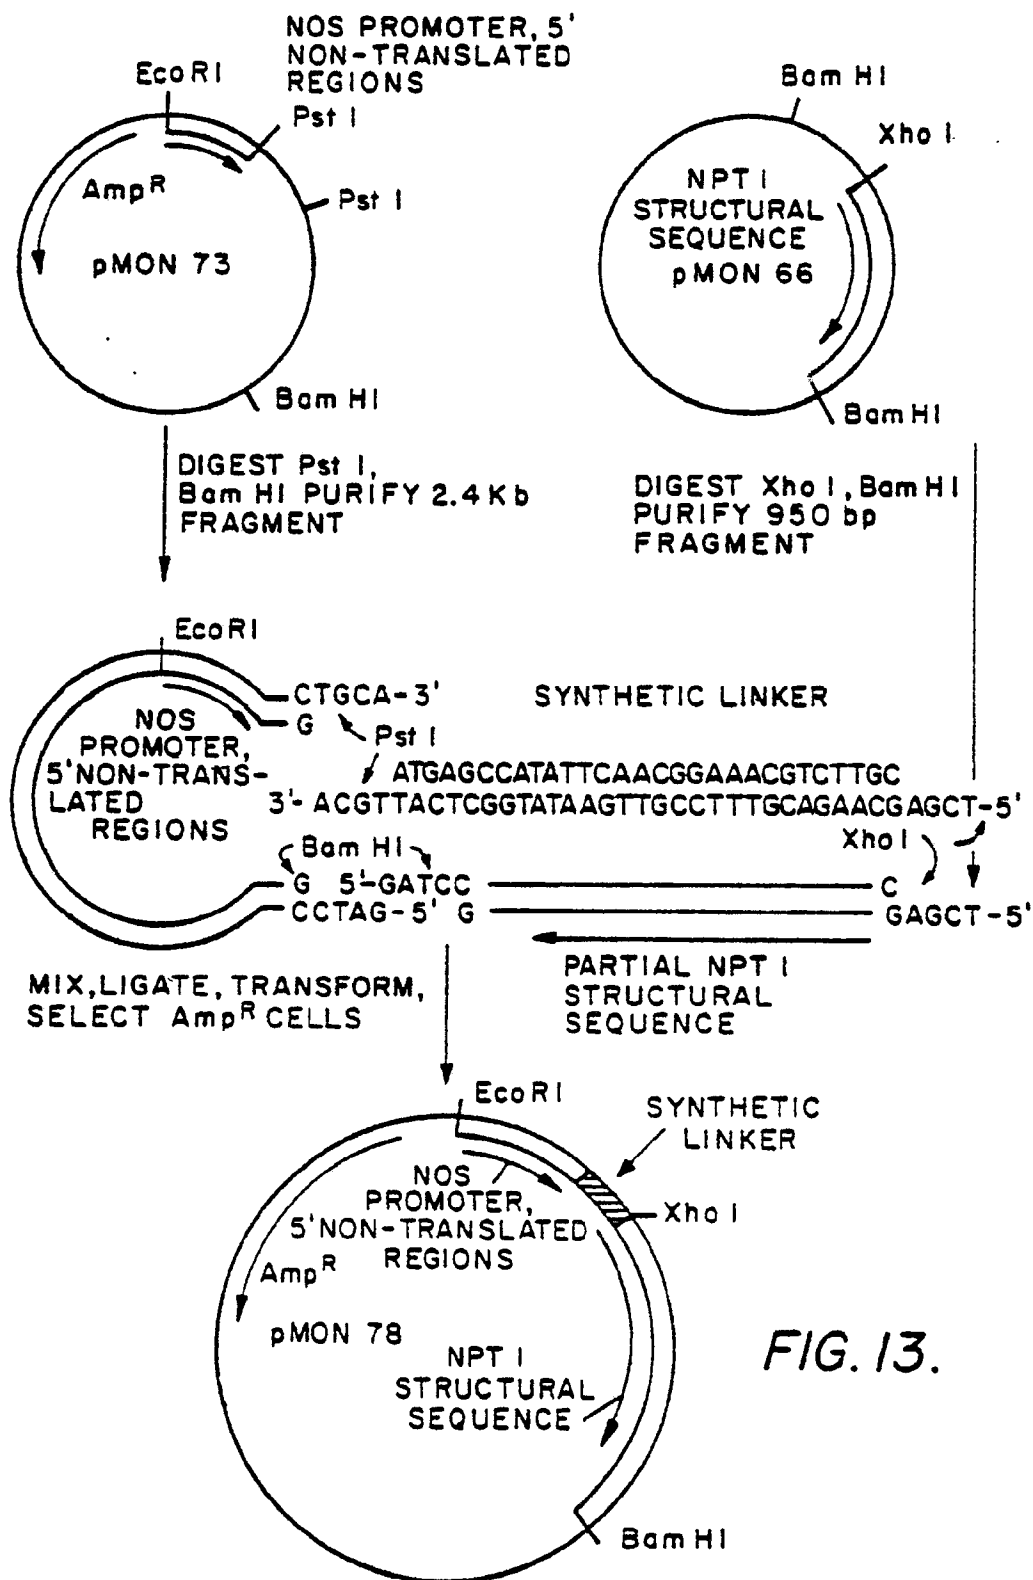 NOS PROMOTER, 5'
NON-TRANSLATED
REGIONS
EcoRI
Pst I
Pst I
AmpR
pMON 73
Bam HI
Bam HI
Xho I
NPT I
STRUCTURAL
SEQUENCE
pMON 66
Bam HI
DIGEST Pst I,
Bam HI PURIFY 2.4 Kb
FRAGMENT
DIGEST Xho I, Bam HI
PURIFY 950 bp
FRAGMENT
EcoRI
CTGCA-3'
G
SYNTHETIC LINKER
NOS
PROMOTER,
5'NON-TRANS-
LATED
REGIONS
Pst I
ATGAGCCATATTCAACGGAAACGTCTTGC
3'- ACGTTACTCGGTATAAGTTGCCTTTGCAGAACGAGCT-5'
Xho I
Bam HI
G 5'-GATCC
C
CCTAG-5' G
GAGCT-5'
PARTIAL NPT I
STRUCTURAL
SEQUENCE
MIX, LIGATE, TRANSFORM,
SELECT AmpR CELLS
EcoRI
SYNTHETIC
LINKER
NOS
PROMOTER,
5'NON-TRANSLATED
REGIONS
Xho I
AmpR
pMON 78
NPT I
STRUCTURAL
SEQUENCE
Bam HI
FIG. 13.